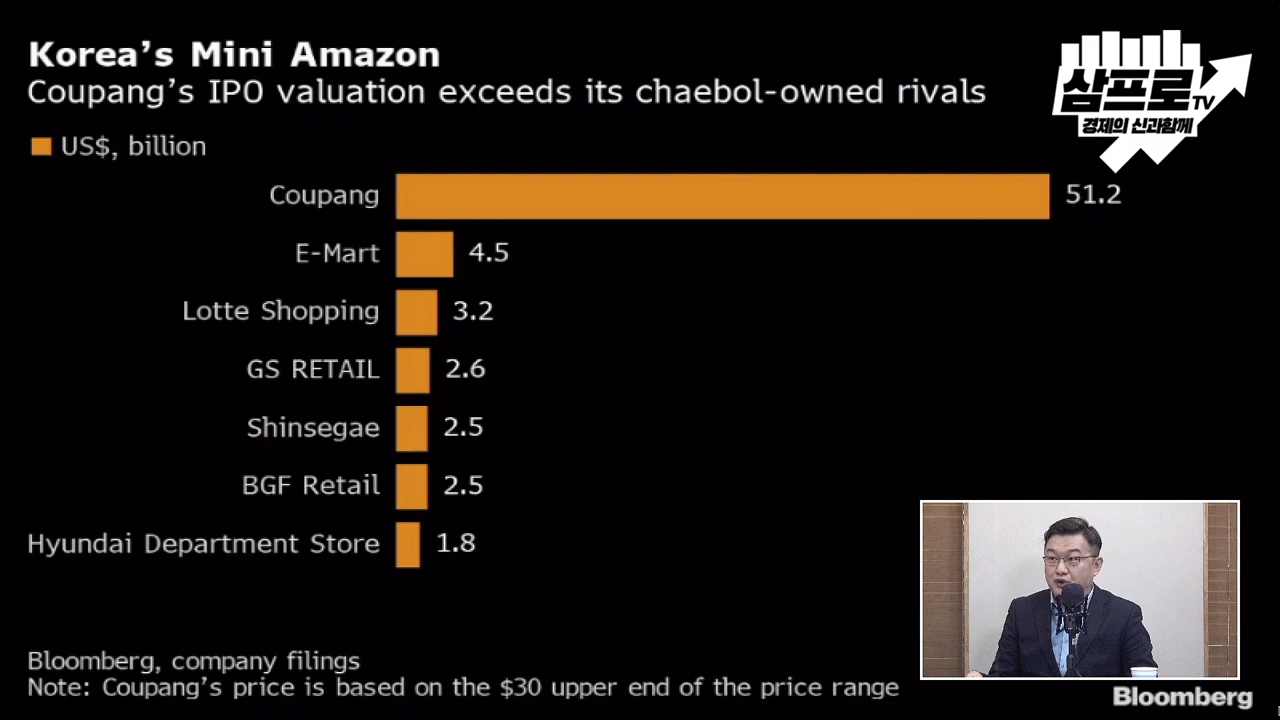 Korea's Mini Amazon
Coupang's IPO valuation exceeds its chaebol-owned rivals
US$, billion
삼프로TV
경제의 신과함께
Coupang 51.2
E-Mart 4.5
Lotte Shopping 3.2
GS RETAIL 2.6
Shinsegae 2.5
BGF Retail 2.5
Hyundai Department Store 1.8
Bloomberg, company filings
Note: Coupang's price is based on the $30 upper end of the price range
Bloomberg